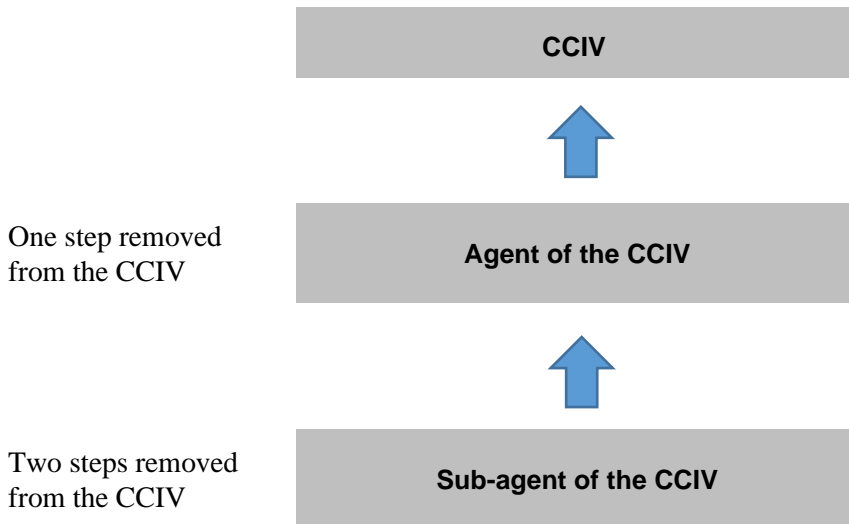 CCIV
One step removed
from the CCIV
Agent of the CCIV
Two steps removed
from the CCIV
Sub-agent of the CCIV